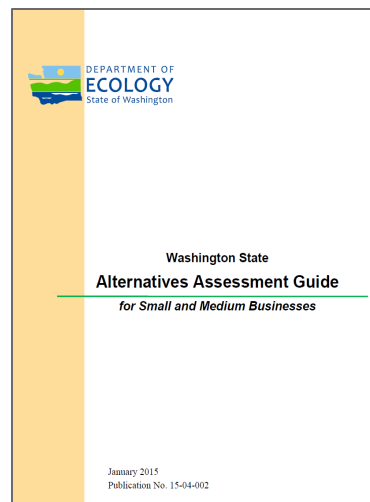 DEPARTMENT OF
ECOLOGY
State of Washington
Washington State
Alternatives Assessment Guide
for Small and Medium Businesses
January 2015
Publication No. 15-04-002